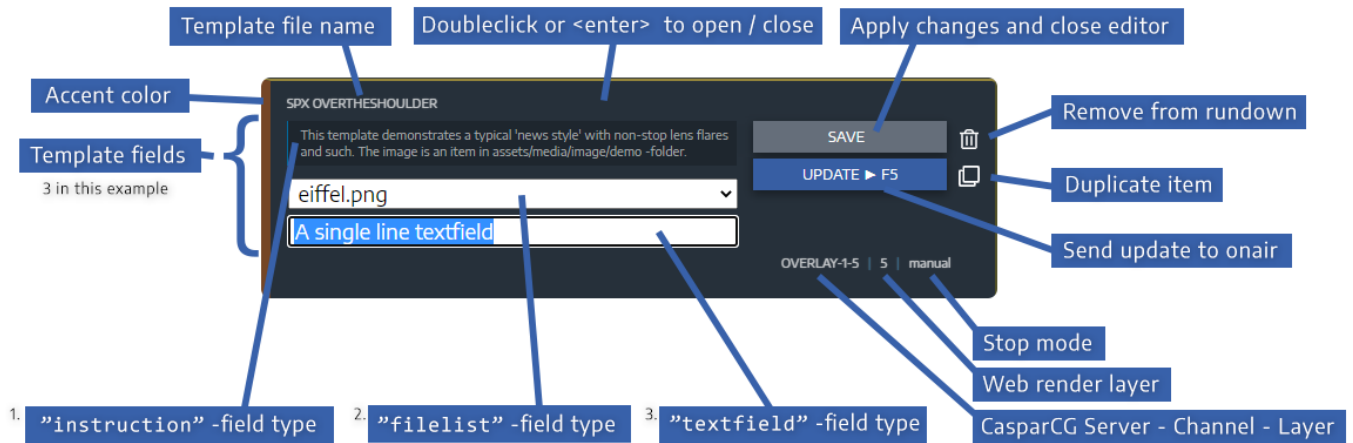 Template file name
Doubleclick or <enter>  to open / close
Apply changes and close editor
Accent color
SPX OVERTHESHOULDER
Remove from rundown
Template fields
3 in this example
This template demonstrates a typical 'news style' with non-stop lens flares
and such. The image is an item in assets/media/image/demo -folder.
SAVE
UPDATE ► F5
Duplicate item
eiffel.png
A single line textfield
Send update to onair
OVERLAY-1-5 | 5 | manual
Stop mode
Web render layer
CasparCG Server - Channel - Layer
1. ”instruction” -field type
2. ”filelist” -field type
3. ”textfield” -field type